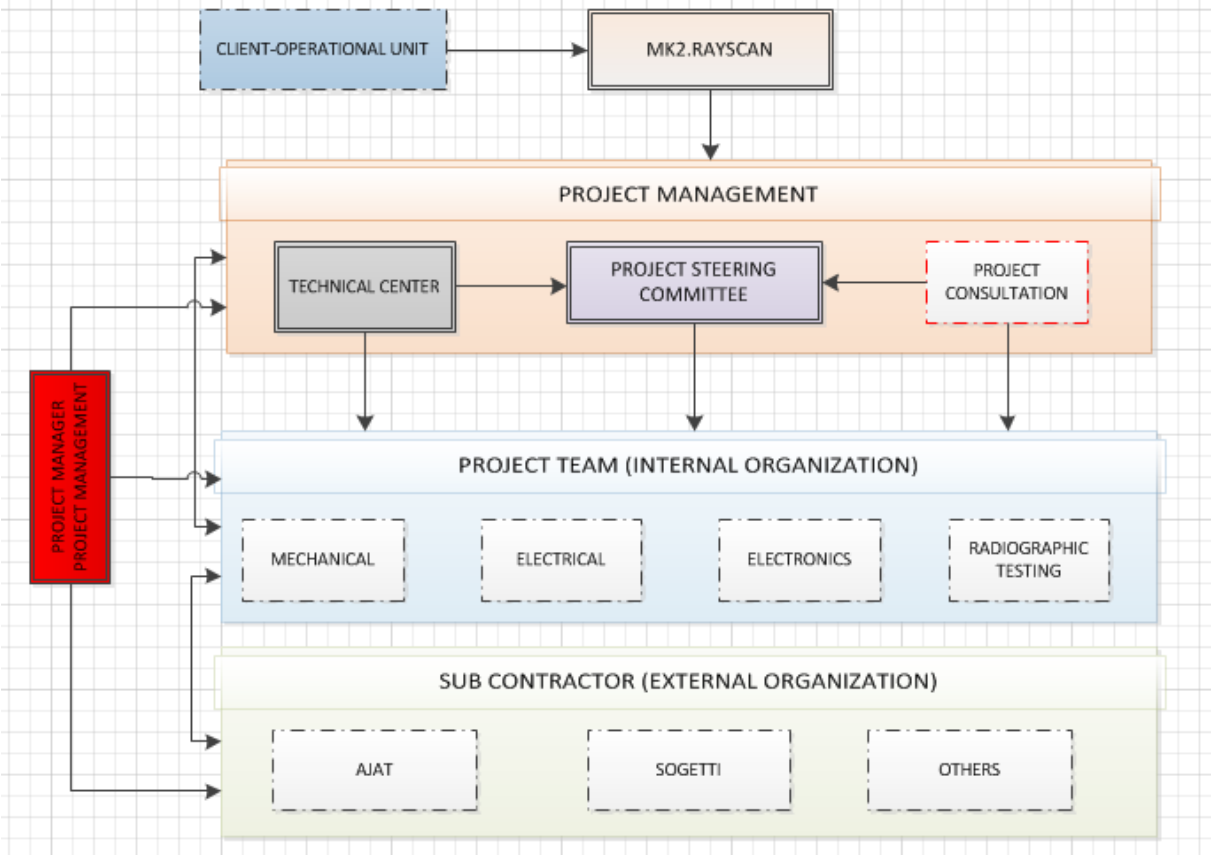 CLIENT-OPERATIONAL UNIT
MK2.RAYSCAN
PROJECT MANAGEMENT
TECHNICAL CENTER
PROJECT STEERING
COMMITTEE
PROJECT
CONSULTATION
PROJECT MANAGER
PROJECT MANAGEMENT
PROJECT TEAM (INTERNAL ORGANIZATION)
MECHANICAL
ELECTRICAL
ELECTRONICS
RADIOGRAPHIC
TESTING
SUB CONTRACTOR (EXTERNAL ORGANIZATION)
AJAT
SOGETTI
OTHERS